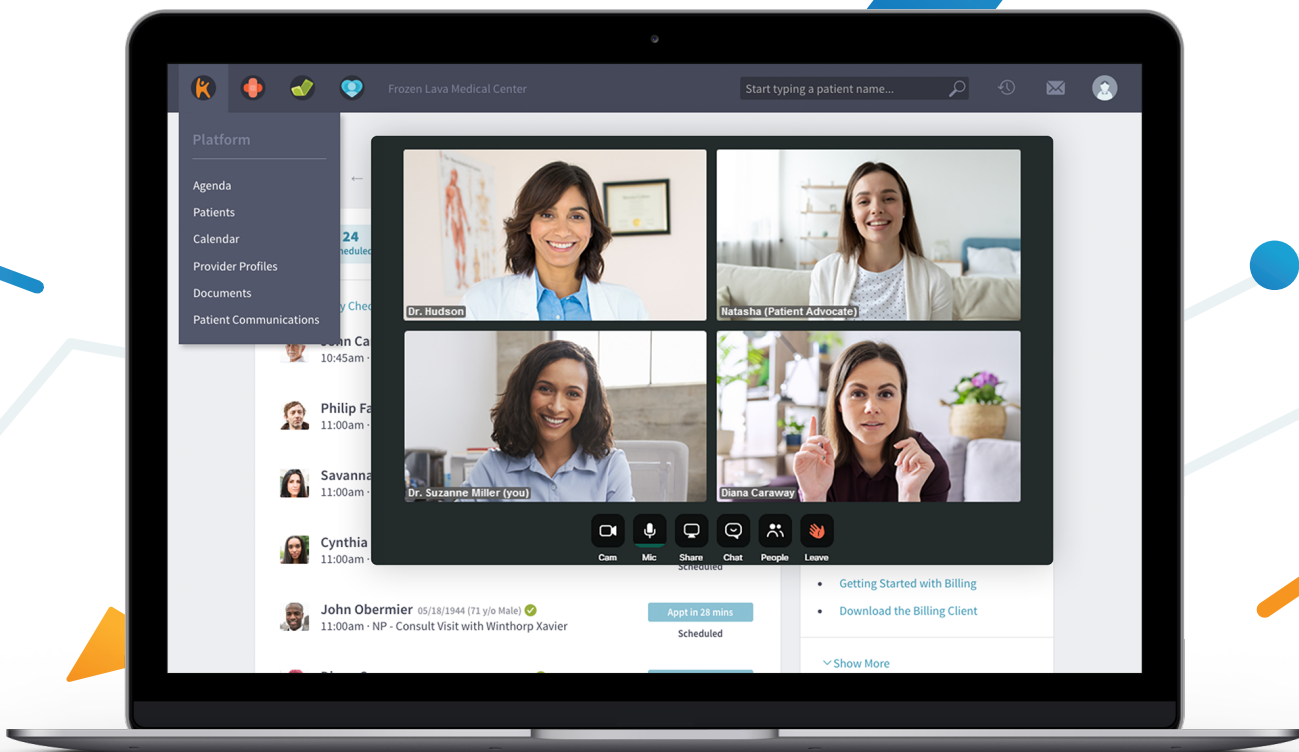 Frozen Lava Medical Center
Start typing a patient name...
Platform
Agenda
Patients
Calendar
Provider Profiles
Documents
Patient Communications
24
Dr. Hudson
Natasha (Patient Advocate)
Dr. Suzanne Miller (you)
Diana Caraway
Cam
Mic
Share
Chat
People
Leave
10:45am ·
Philip
11:00am ·
Savanna
11:00am ·
Cynthia
11:00am ·
Scheduled
John Obermier 05/18/1944 (71 y/o Male)
11:00am · NP - Consult Visit with Winthorp Xavier
Appt in 28 mins
Scheduled
Getting Started with Billing
Download the Billing Client
Show More